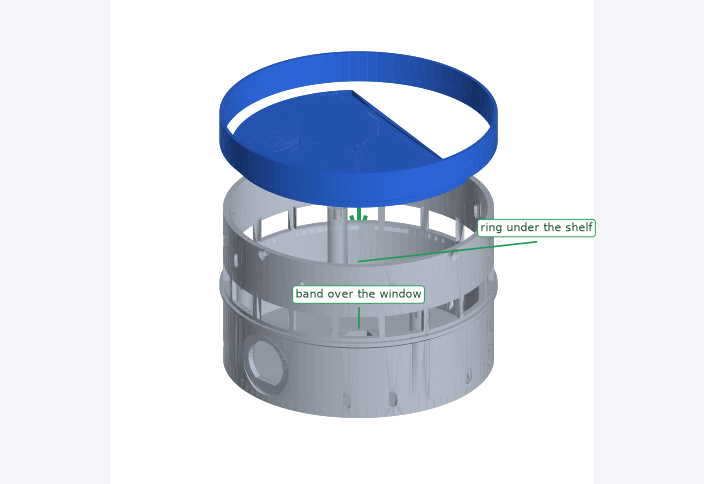 ring under the shelf
band over the window